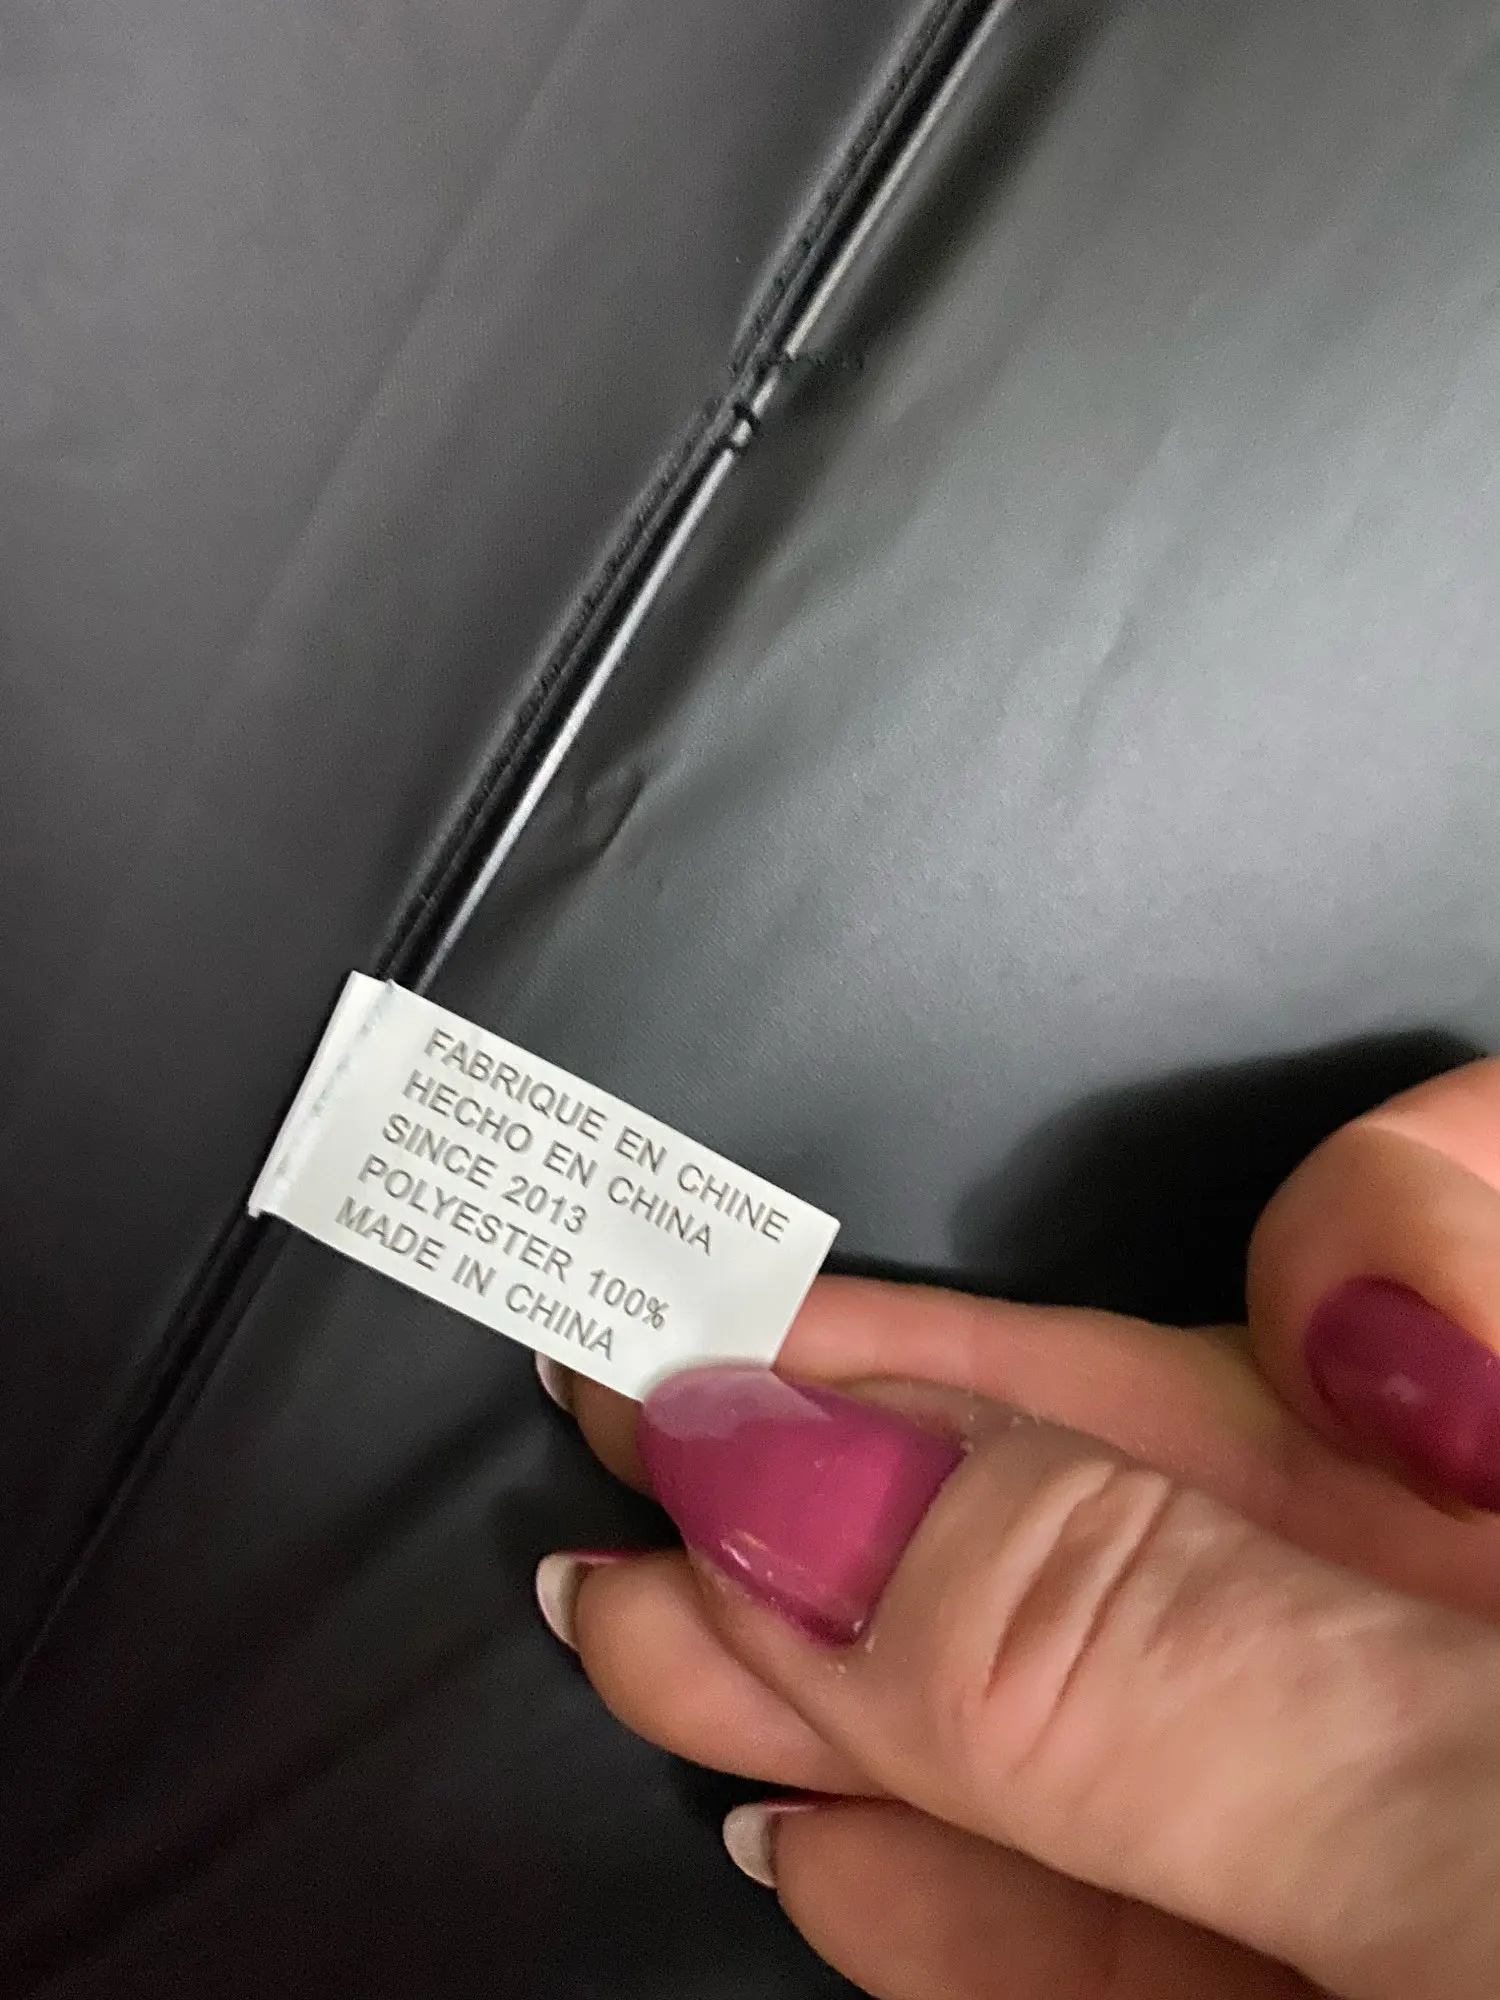 FABRIQUE EN CHINE
HECHO EN CHINA
SINCE 2013
POLYESTER 100%
MADE IN CHINA